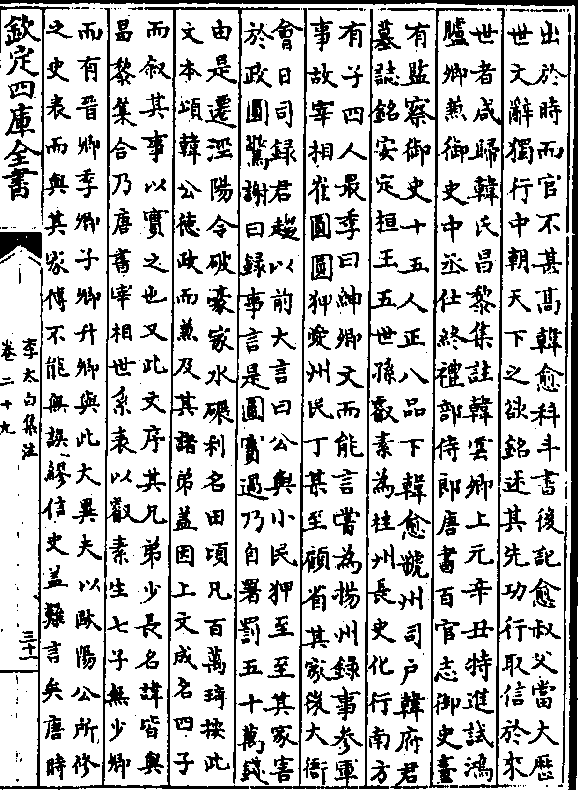 出於時而官不甚髙韓愈科斗書後記愈叔父當大厯
世文辭獨行中朝天下之欲銘述其先功行取信於來
世者咸歸韓氏昌黎集註韓雲卿上元辛丑特進試鴻
臚卿兼御史中丞仕終禮部侍郎唐書百官志御史臺
有監察御史十五人正八品下韓愈虢州司户韓府君
墓誌銘安定桓王五世孫叡素為桂州長史化行南方
有子四人最季曰紳卿文而能言嘗為揚州録事參軍
事故宰相崔圓圓狎愛州民丁某至顧省其家後大衙
會日司録君趨以前大言曰公與小民狎至至其家害
於政圓驚謝曰録事言是圓實過乃自署罰五十萬錢
由是遷涇陽令破豪家水碾利名田頃凡百萬琦按此
文本頌韓公徳政而兼及其諸弟蓋因上文成名四子
而叙其事以實之也又此文序其兄弟少長名諱皆與
昌黎集合乃唐書宰相世系表以叡素生七子無少卿
而有晋卿季卿子卿升卿與此大異夫以歐陽公所修
之史表而與其家傳不能無誤謬信史蓋難言矣唐時
欽定四庫全書
李太白集注
卷二十九
三十一